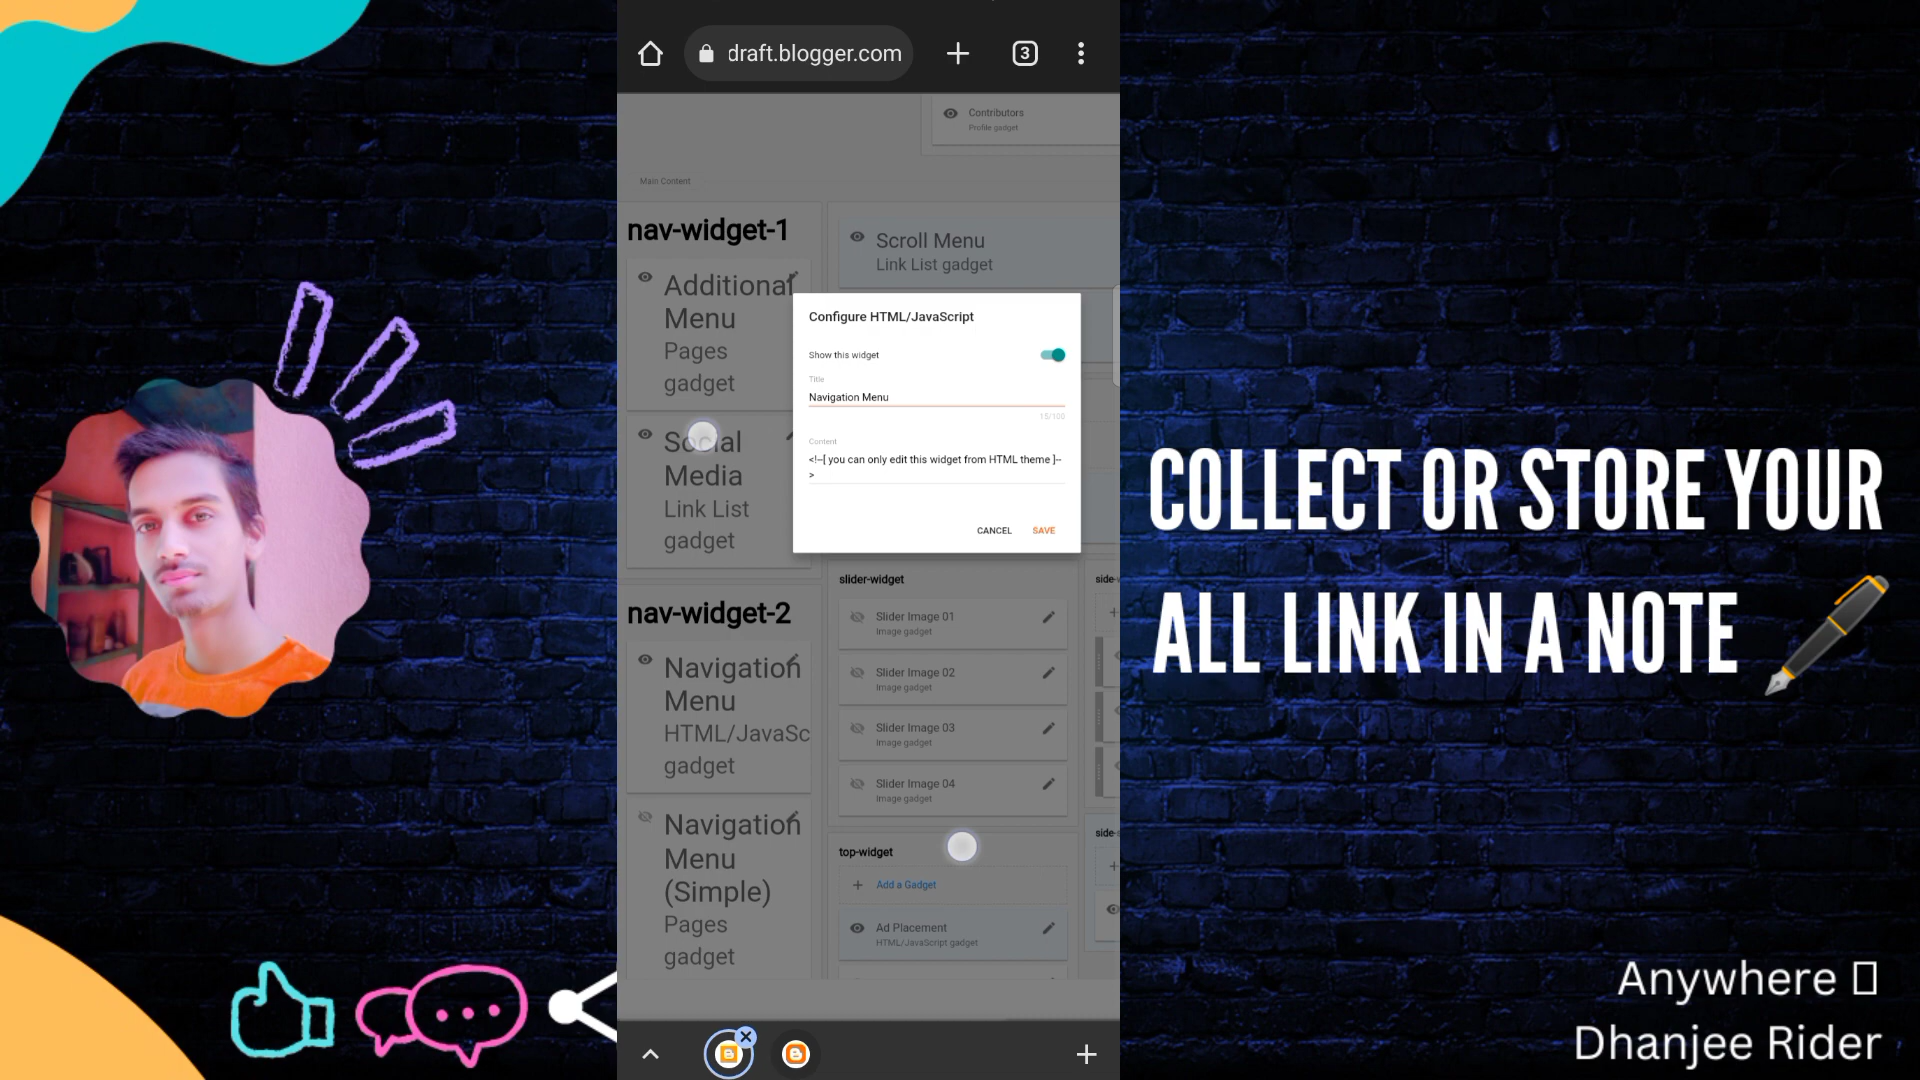 draft.blogger.com
3
Contributors
Profile gadget
Main Content
nav-widget-1
Additional
Menu
Pages
gadget
Social
Media
Link List
gadget
nav-widget-2
Navigation
Menu
HTML/JavaSc
gadget
Navigation
Menu
(Simple)
Pages
gadget
Scroll Menu
Link List gadget
Configure HTML/JavaScript
Show this widget
Title
Navigation Menu
15/100
Content
<!--[ you can only edit this widget from HTML theme ]--
>
CANCEL SAVE
slider-widget
Slider Image 01
Image gadget
Slider Image 02
Image gadget
Slider Image 03
Image gadget
Slider Image 04
Image gadget
top-widget
Add a Gadget
Ad Placement
HTML/JavaScript gadget
side-
side-
COLLECT OR STORE YOUR
ALL LINK IN A NOTE
Anywhere
Dhanjee Rider